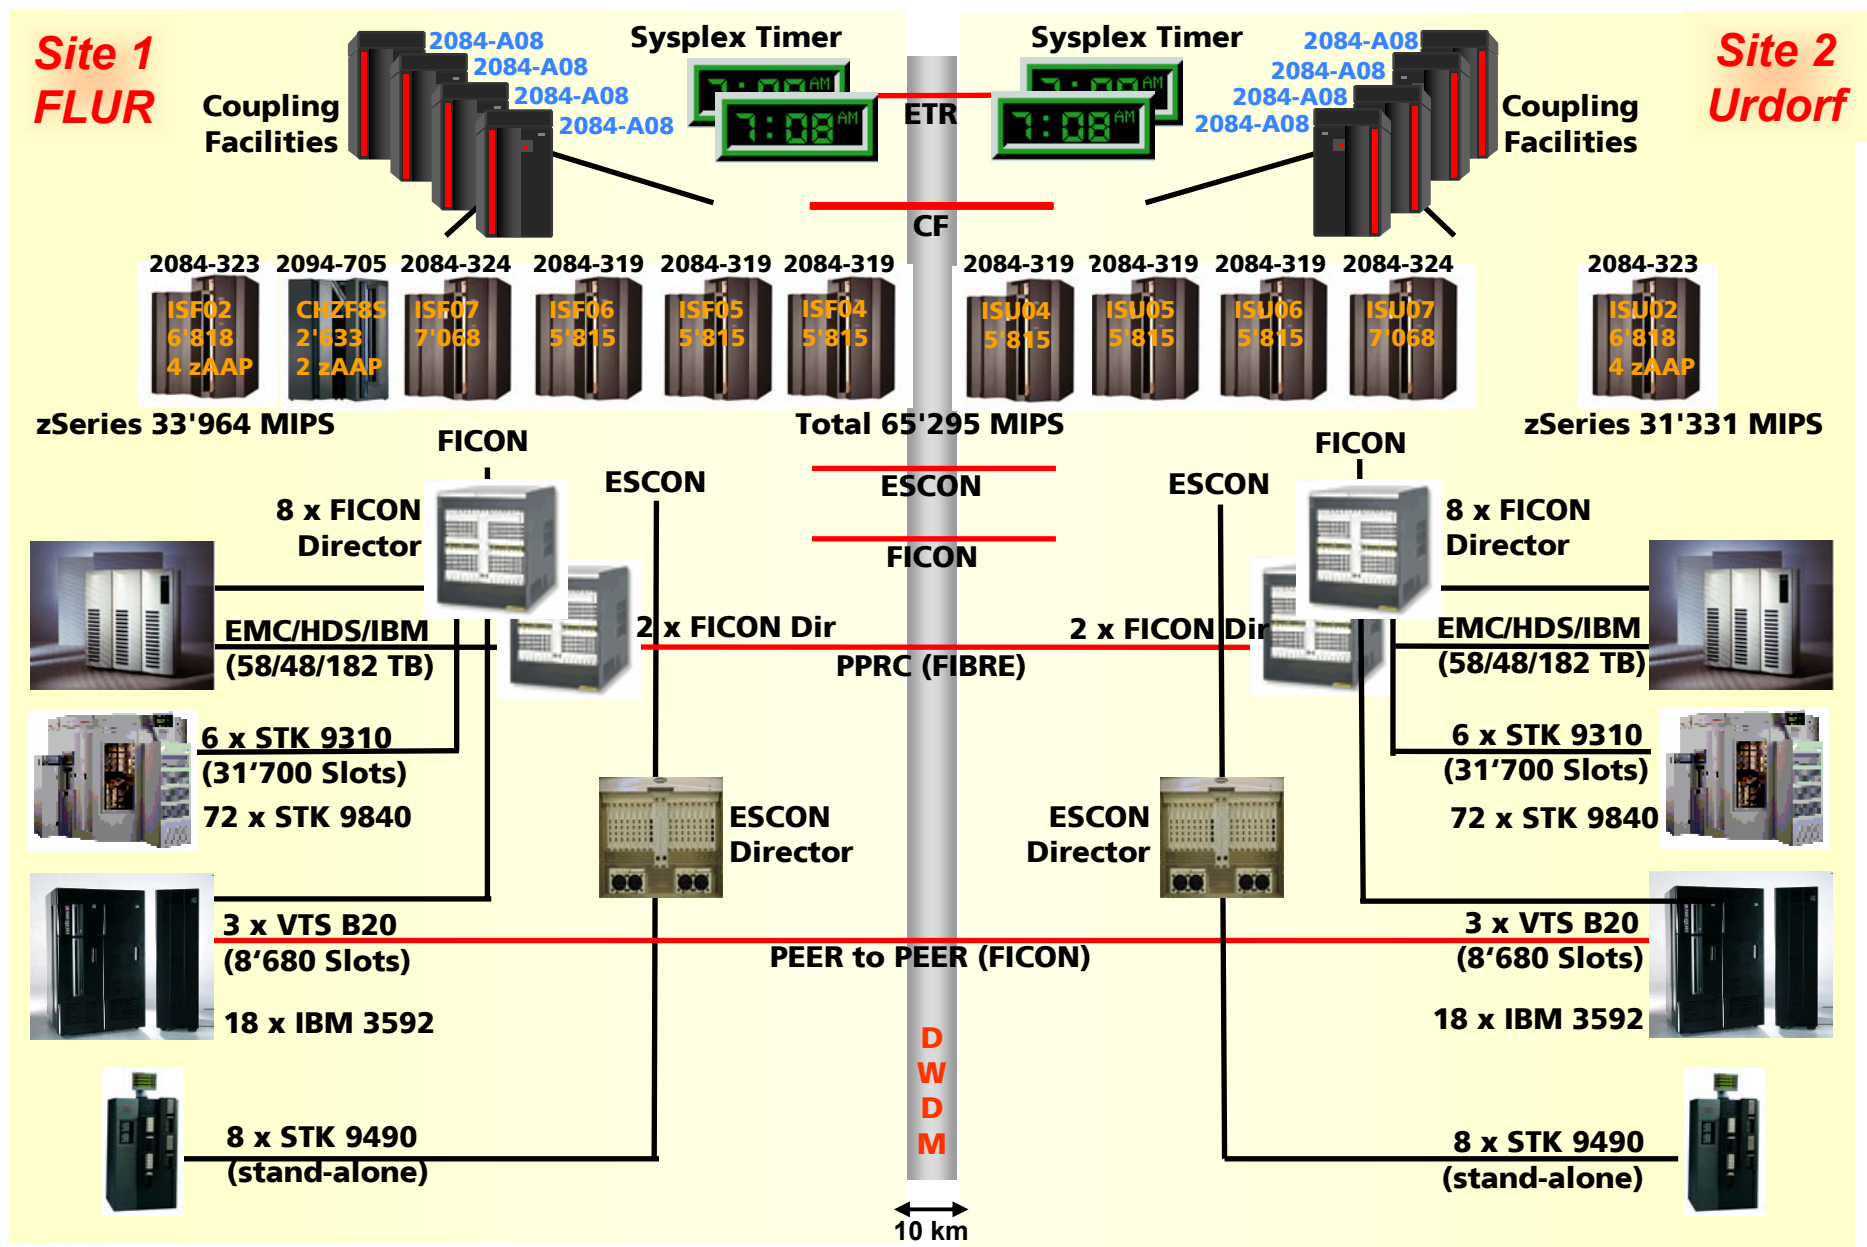 Site 1
FLUR
Coupling
Facilities
2084-A08
2084-A08
2084-A08
2084-A08
Sysplex Timer
7:08 AM
ETR
Sysplex Timer
7:08 AM
2084-A08
2084-A08
2084-A08
2084-A08
Coupling
Facilities
Site 2
Urdorf
CF
2084-323
ISF02
6'818
4 zAAP
2094-705
CHZF8S
2'633
2 zAAP
2084-324
ISF07
7'068
2084-319
ISF06
5'815
2084-319
ISF05
5'815
2084-319
ISF04
5'815
2084-319
ISU04
5'815
2084-319
ISU05
5'815
2084-319
ISU06
5'815
2084-324
ISU07
7'068
2084-323
ISU02
6'818
4 zAAP
zSeries 33'964 MIPS
Total 65'295 MIPS
zSeries 31'331 MIPS
FICON
ESCON
ESCON
FICON
ESCON
FICON
8 x FICON
Director
8 x FICON
Director
EMC/HDS/IBM
(58/48/182 TB)
2 x FICON Dir
PPRC (FIBRE)
2 x FICON Dir
EMC/HDS/IBM
(58/48/182 TB)
6 x STK 9310
(31‘700 Slots)
72 x STK 9840
ESCON
Director
ESCON
Director
6 x STK 9310
(31‘700 Slots)
72 x STK 9840
3 x VTS B20
(8‘680 Slots)
18 x IBM 3592
PEER to PEER (FICON)
3 x VTS B20
(8‘680 Slots)
18 x IBM 3592
D
W
D
M
8 x STK 9490
(stand-alone)
8 x STK 9490
(stand-alone)
10 km